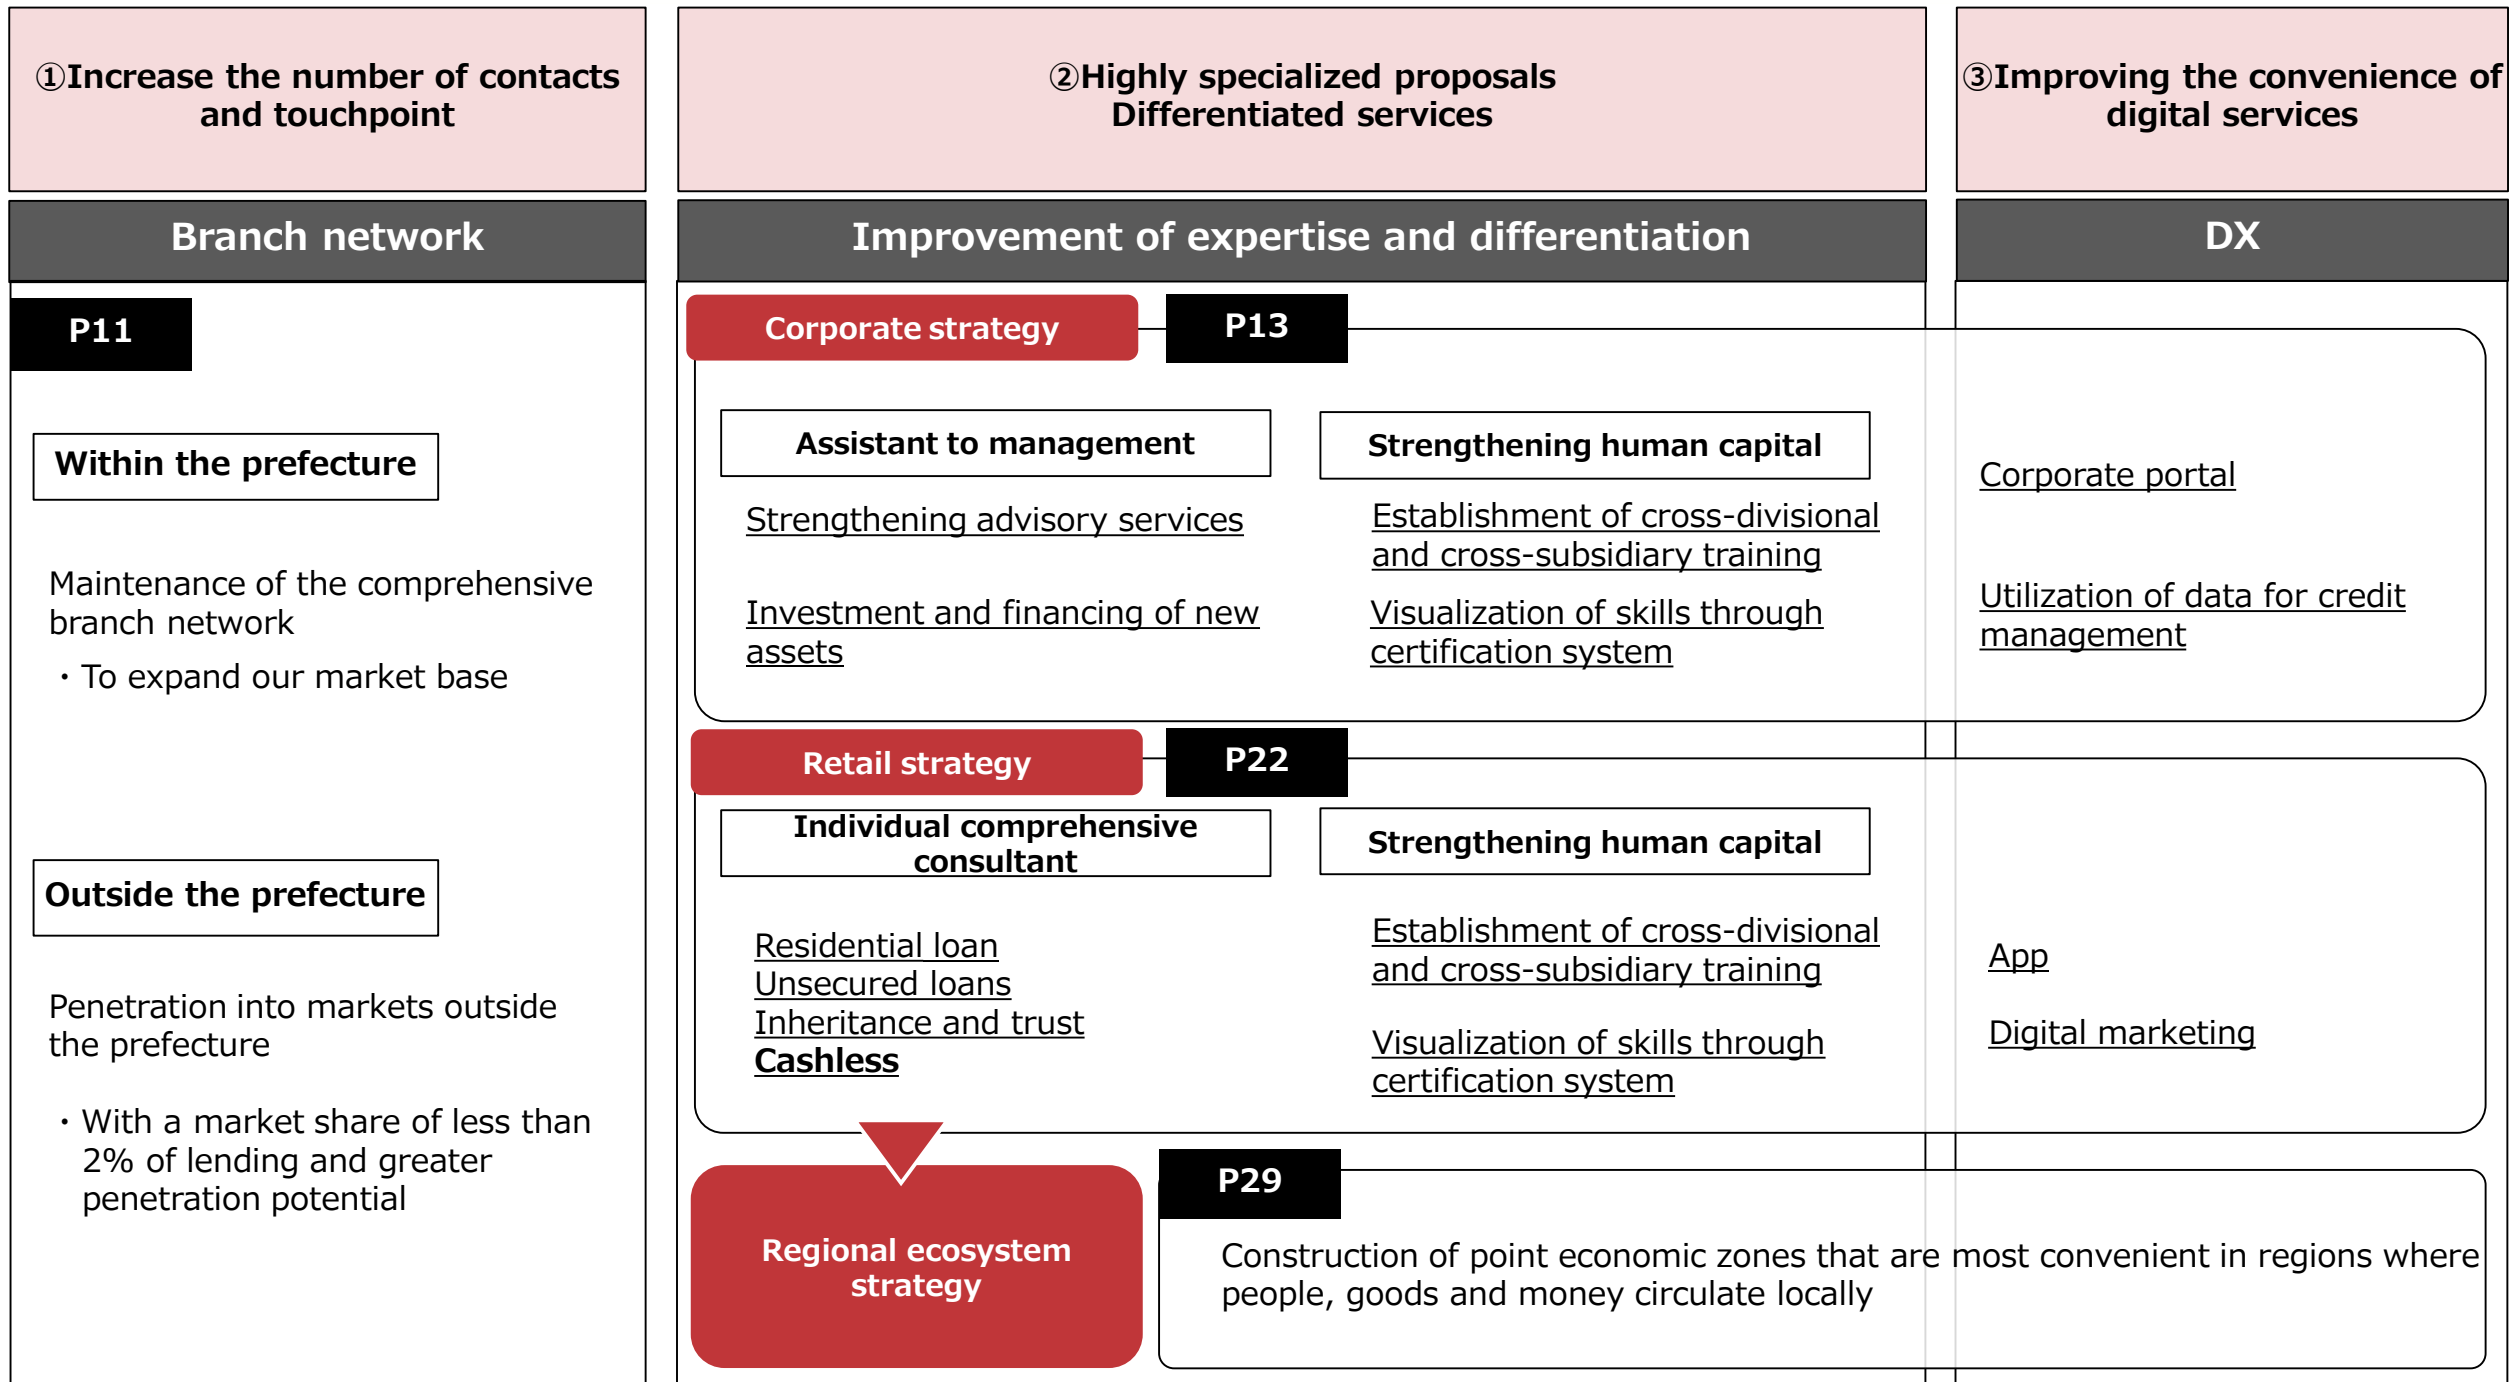 ①Increase the number of contacts
and touchpoint
②Highly specialized proposals
Differentiated services
③Improving the convenience of
digital services
Branch network
Improvement of expertise and differentiation
DX
P11
Within the prefecture
Maintenance of the comprehensive
branch network
・To expand our market base
Outside the prefecture
Penetration into markets outside
the prefecture
・With a market share of less than
2% of lending and greater
penetration potential
Corporate strategy
P13
Assistant to management
Strengthening advisory services
Investment and financing of new
assets
Strengthening human capital
Establishment of cross-divisional
and cross-subsidiary training
Visualization of skills through
certification system
Corporate portal
Utilization of data for credit
management
Retail strategy
P22
Individual comprehensive
consultant
Residential loan
Unsecured loans
Inheritance and trust
Cashless
Strengthening human capital
Establishment of cross-divisional
and cross-subsidiary training
Visualization of skills through
certification system
App
Digital marketing
Regional ecosystem
strategy
P29
Construction of point economic zones that are most convenient in regions where
people, goods and money circulate locally